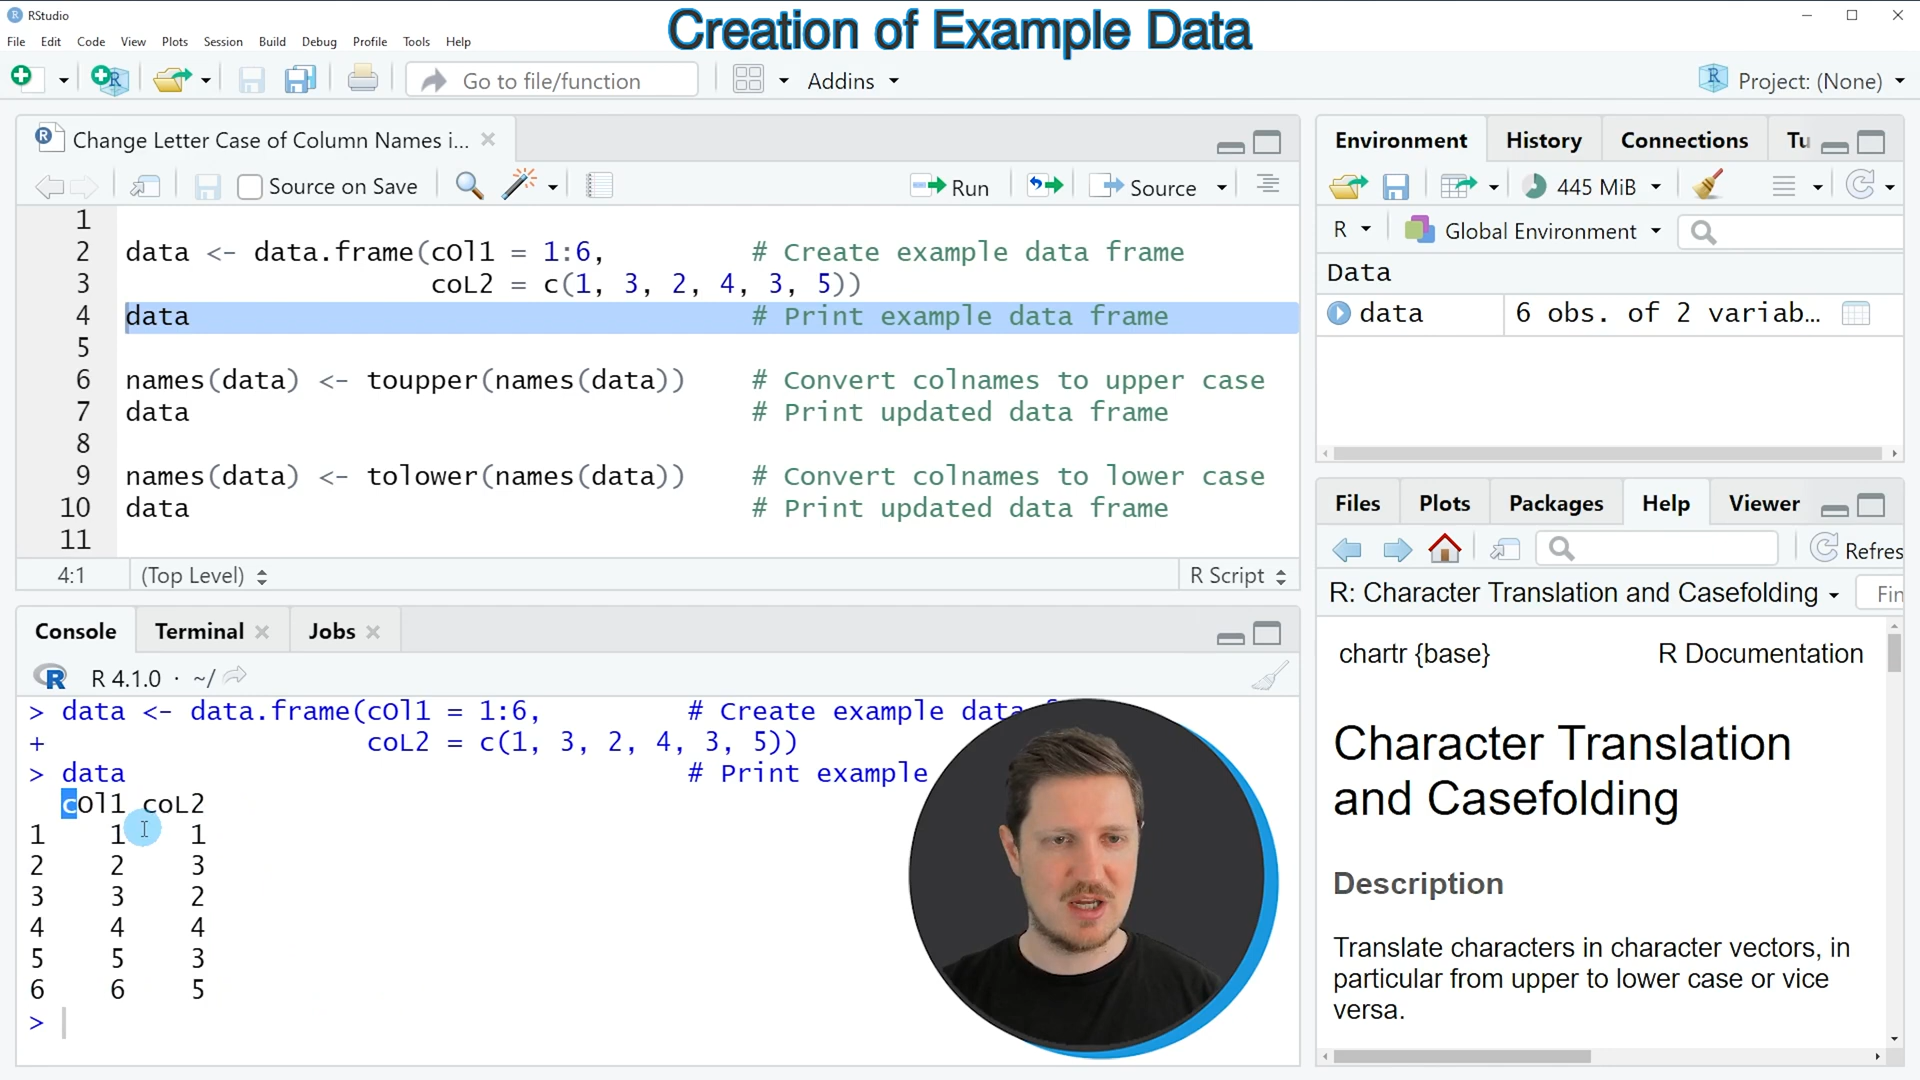 RStudio
Creation of Example Data
File Edit Code View Plots Session Build Debug Profile Tools Help
Go to file/function
Addins
Project: (None)
Change Letter Case of Column Names i...
Source on Save
Run
Source
1
2 data <- data.frame(cOl1 = 1:6, # Create example data frame
3 coL2 = c(1, 3, 2, 4, 3, 5))
4 data # Print example data frame
5
6 names(data) <- toupper(names(data)) # Convert colnames to upper case
7 data # Print updated data frame
8
9 names(data) <- tolower(names(data)) # Convert colnames to lower case
10 data # Print updated data frame
11
4:1 (Top Level) R Script
Console Terminal Jobs
R 4.1.0 · ~/
> data <- data.frame(cOl1 = 1:6, # Create example data
+ coL2 = c(1, 3, 2, 4, 3, 5))
> data # Print example
cOl1 coL2
1 1 1
2 2 3
3 3 2
4 4 4
5 5 3
6 6 5
>
Environment History Connections Tu
445 MiB
R Global Environment
Data
data 6 obs. of 2 variab...
Files Plots Packages Help Viewer
Refres
R: Character Translation and Casefolding Fin
chartr {base} R Documentation
Character Translation
and Casefolding
Description
Translate characters in character vectors, in
particular from upper to lower case or vice
versa.